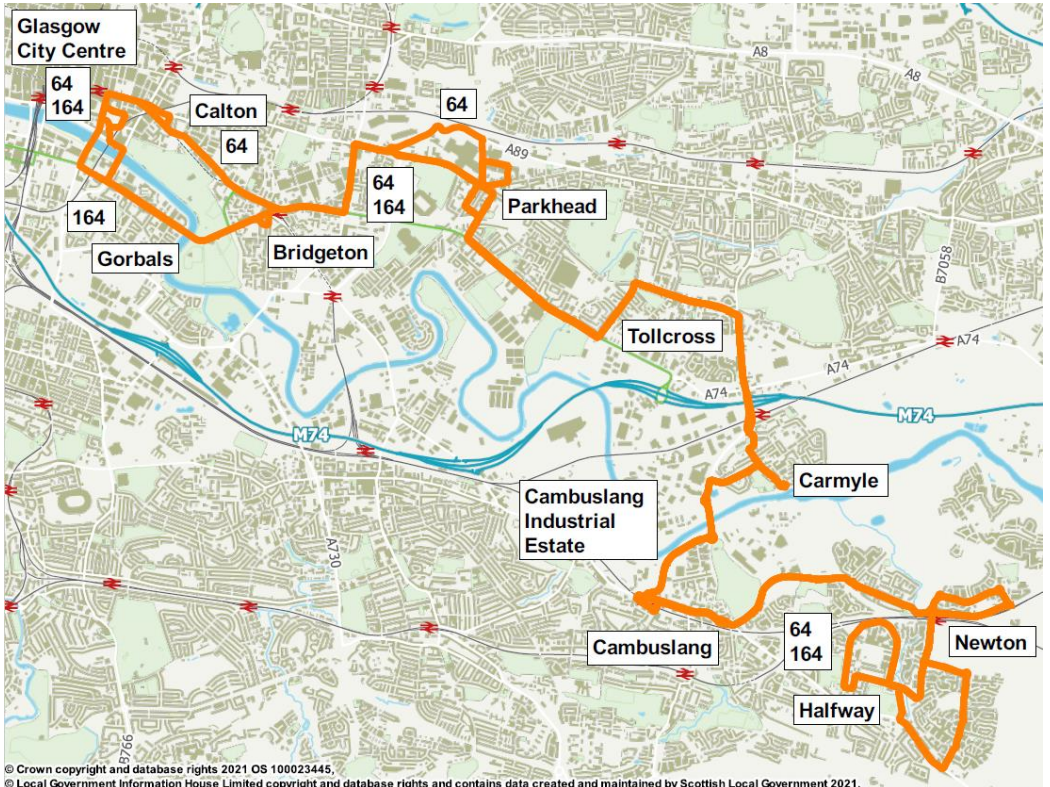 Glasgow
City Centre
A8
A8
64
164
Calton
64
64
A89
64
164
Parkhead
164
Gorbals
Bridgeton
B7058
Tollcross
A74
A74
A74
M74
M74
Cambuslang
Industrial
Estate
Carmyle
A730
64
164
Cambuslang
Newton
Halfway
B766
© Crown copyright and database rights 2021 OS 100023445,
© Local Government Information House Limited copyright and database rights and contains data created and maintained by Scottish Local Government 2021.